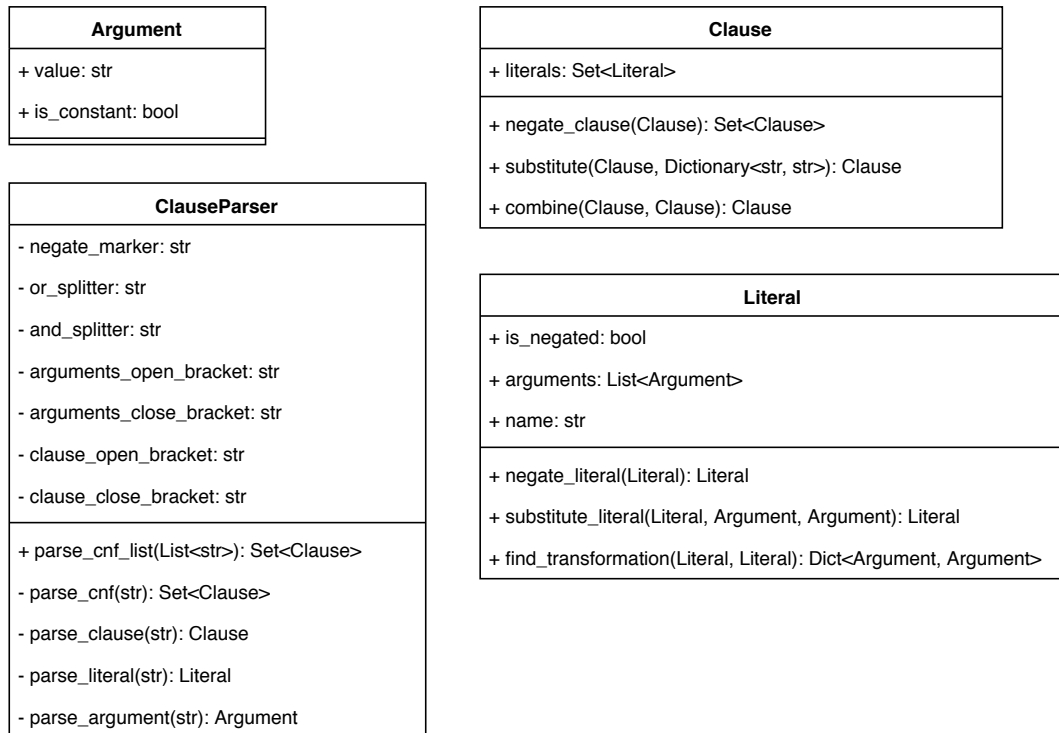 Argument
+ value: str
+ is_constant: bool
ClauseParser
- negate_marker: str
- or_splitter: str
- and_splitter: str
- arguments_open_bracket: str
- arguments_close_bracket: str
- clause_open_bracket: str
- clause_close_bracket: str
+ parse_cnf_list(List<str>): Set<Clause>
- parse_cnf(str): Set<Clause>
- parse_clause(str): Clause
- parse_literal(str): Literal
- parse_argument(str): Argument
Clause
+ literals: Set<Literal>
+ negate_clause(Clause): Set<Clause>
+ substitute(Clause, Dictionary<str, str>): Clause
+ combine(Clause, Clause): Clause
Literal
+ is_negated: bool
+ arguments: List<Argument>
+ name: str
+ negate_literal(Literal): Literal
+ substitute_literal(Literal, Argument, Argument): Literal
+ find_transformation(Literal, Literal): Dict<Argument, Argument>